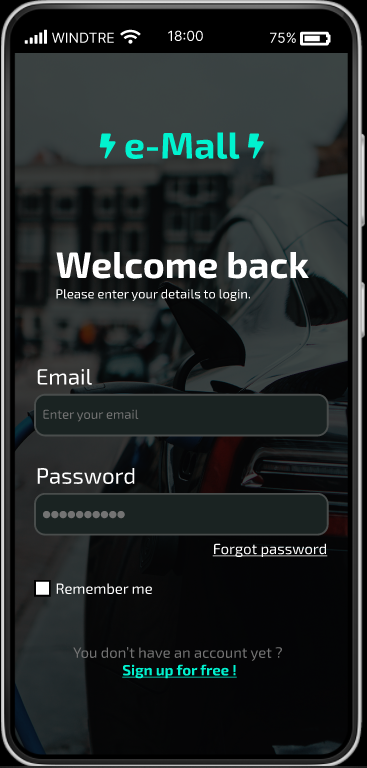 WINDTRE 18:00 75%
e-Mall
Welcome back
Please enter your details to login.
Email
Enter your email
Password
●●●●●●●●●●
Forgot password
Remember me
You don't have an account yet ?
Sign up for free !